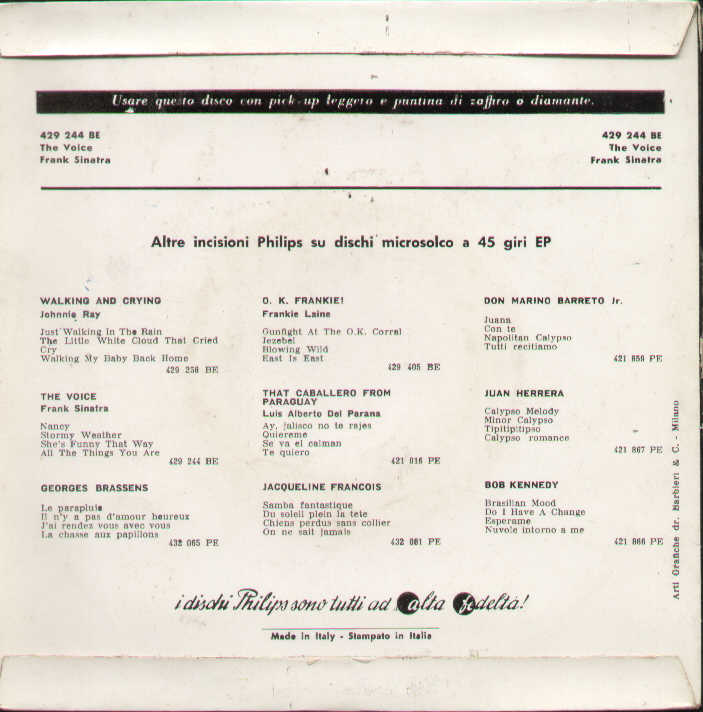 Usare questo disco con pick-up leggero e puntina di zaffiro o diamante.
429 244 BE
The Voice
Frank Sinatra
429 244 BE
The Voice
Frank Sinatra
Altre incisioni Philips su dischi microsolco a 45 giri EP
WALKING AND CRYING
Johnnie Ray
Just Walking In The Rain
The Little White Cloud That Cried
Cry
Walking My Baby Back Home
429 258 BE
THE VOICE
Frank Sinatra
Nancy
Stormy Weather
She's Funny That Way
All The Things You Are
429 244 BE
GEORGES BRASSENS
Le parapluie
Il n'y a pas d'amour heureux
J'ai rendez vous avec vous
La chasse aux papillons
432 065 PE
O. K. FRANKIE!
Frankie Laine
Gunfight At The O.K. Corral
Jezebel
Blowing Wild
East Is East
429 405 BE
THAT CABALLERO FROM
PARAGUAY
Luis Alberto Del Parana
Ay, jalisco no te rajes
Quiereme
Se va el caiman
Te quiero
421 016 PE
JACQUELINE FRANCOIS
Samba fantastique
Du soleil plein la tete
Chiens perdus sans collier
On ne sait jamais
432 081 PE
DON MARINO BARRETO Jr.
Juana
Con te
Napolitan Calypso
Tutti recitiamo
421 859 PE
JUAN HERRERA
Calypso Melody
Minor Calypso
Tipitipitipso
Calypso romance
421 867 PE
BOB KENNEDY
Brasilian Mood
Do I Have A Change
Esperame
Nuvole intorno a me
421 866 PE
i dischi Philips sono tutti ad alta fedeltà!
Made in Italy - Stampato in Italia
Arti Grafiche dr. Barbieri & C. - Milano